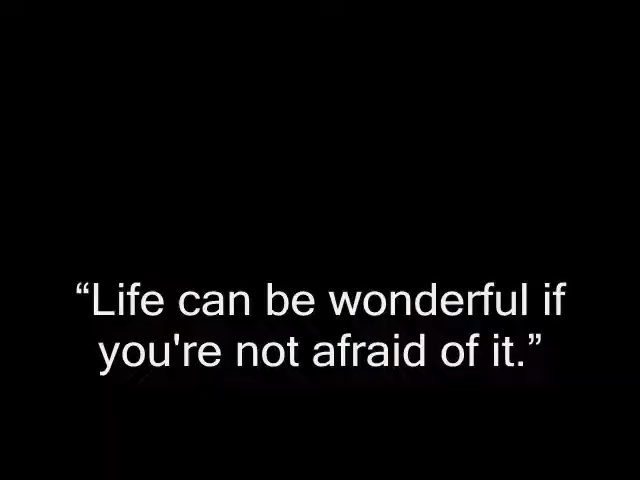 “Life can be wonderful if
you're not afraid of it.”